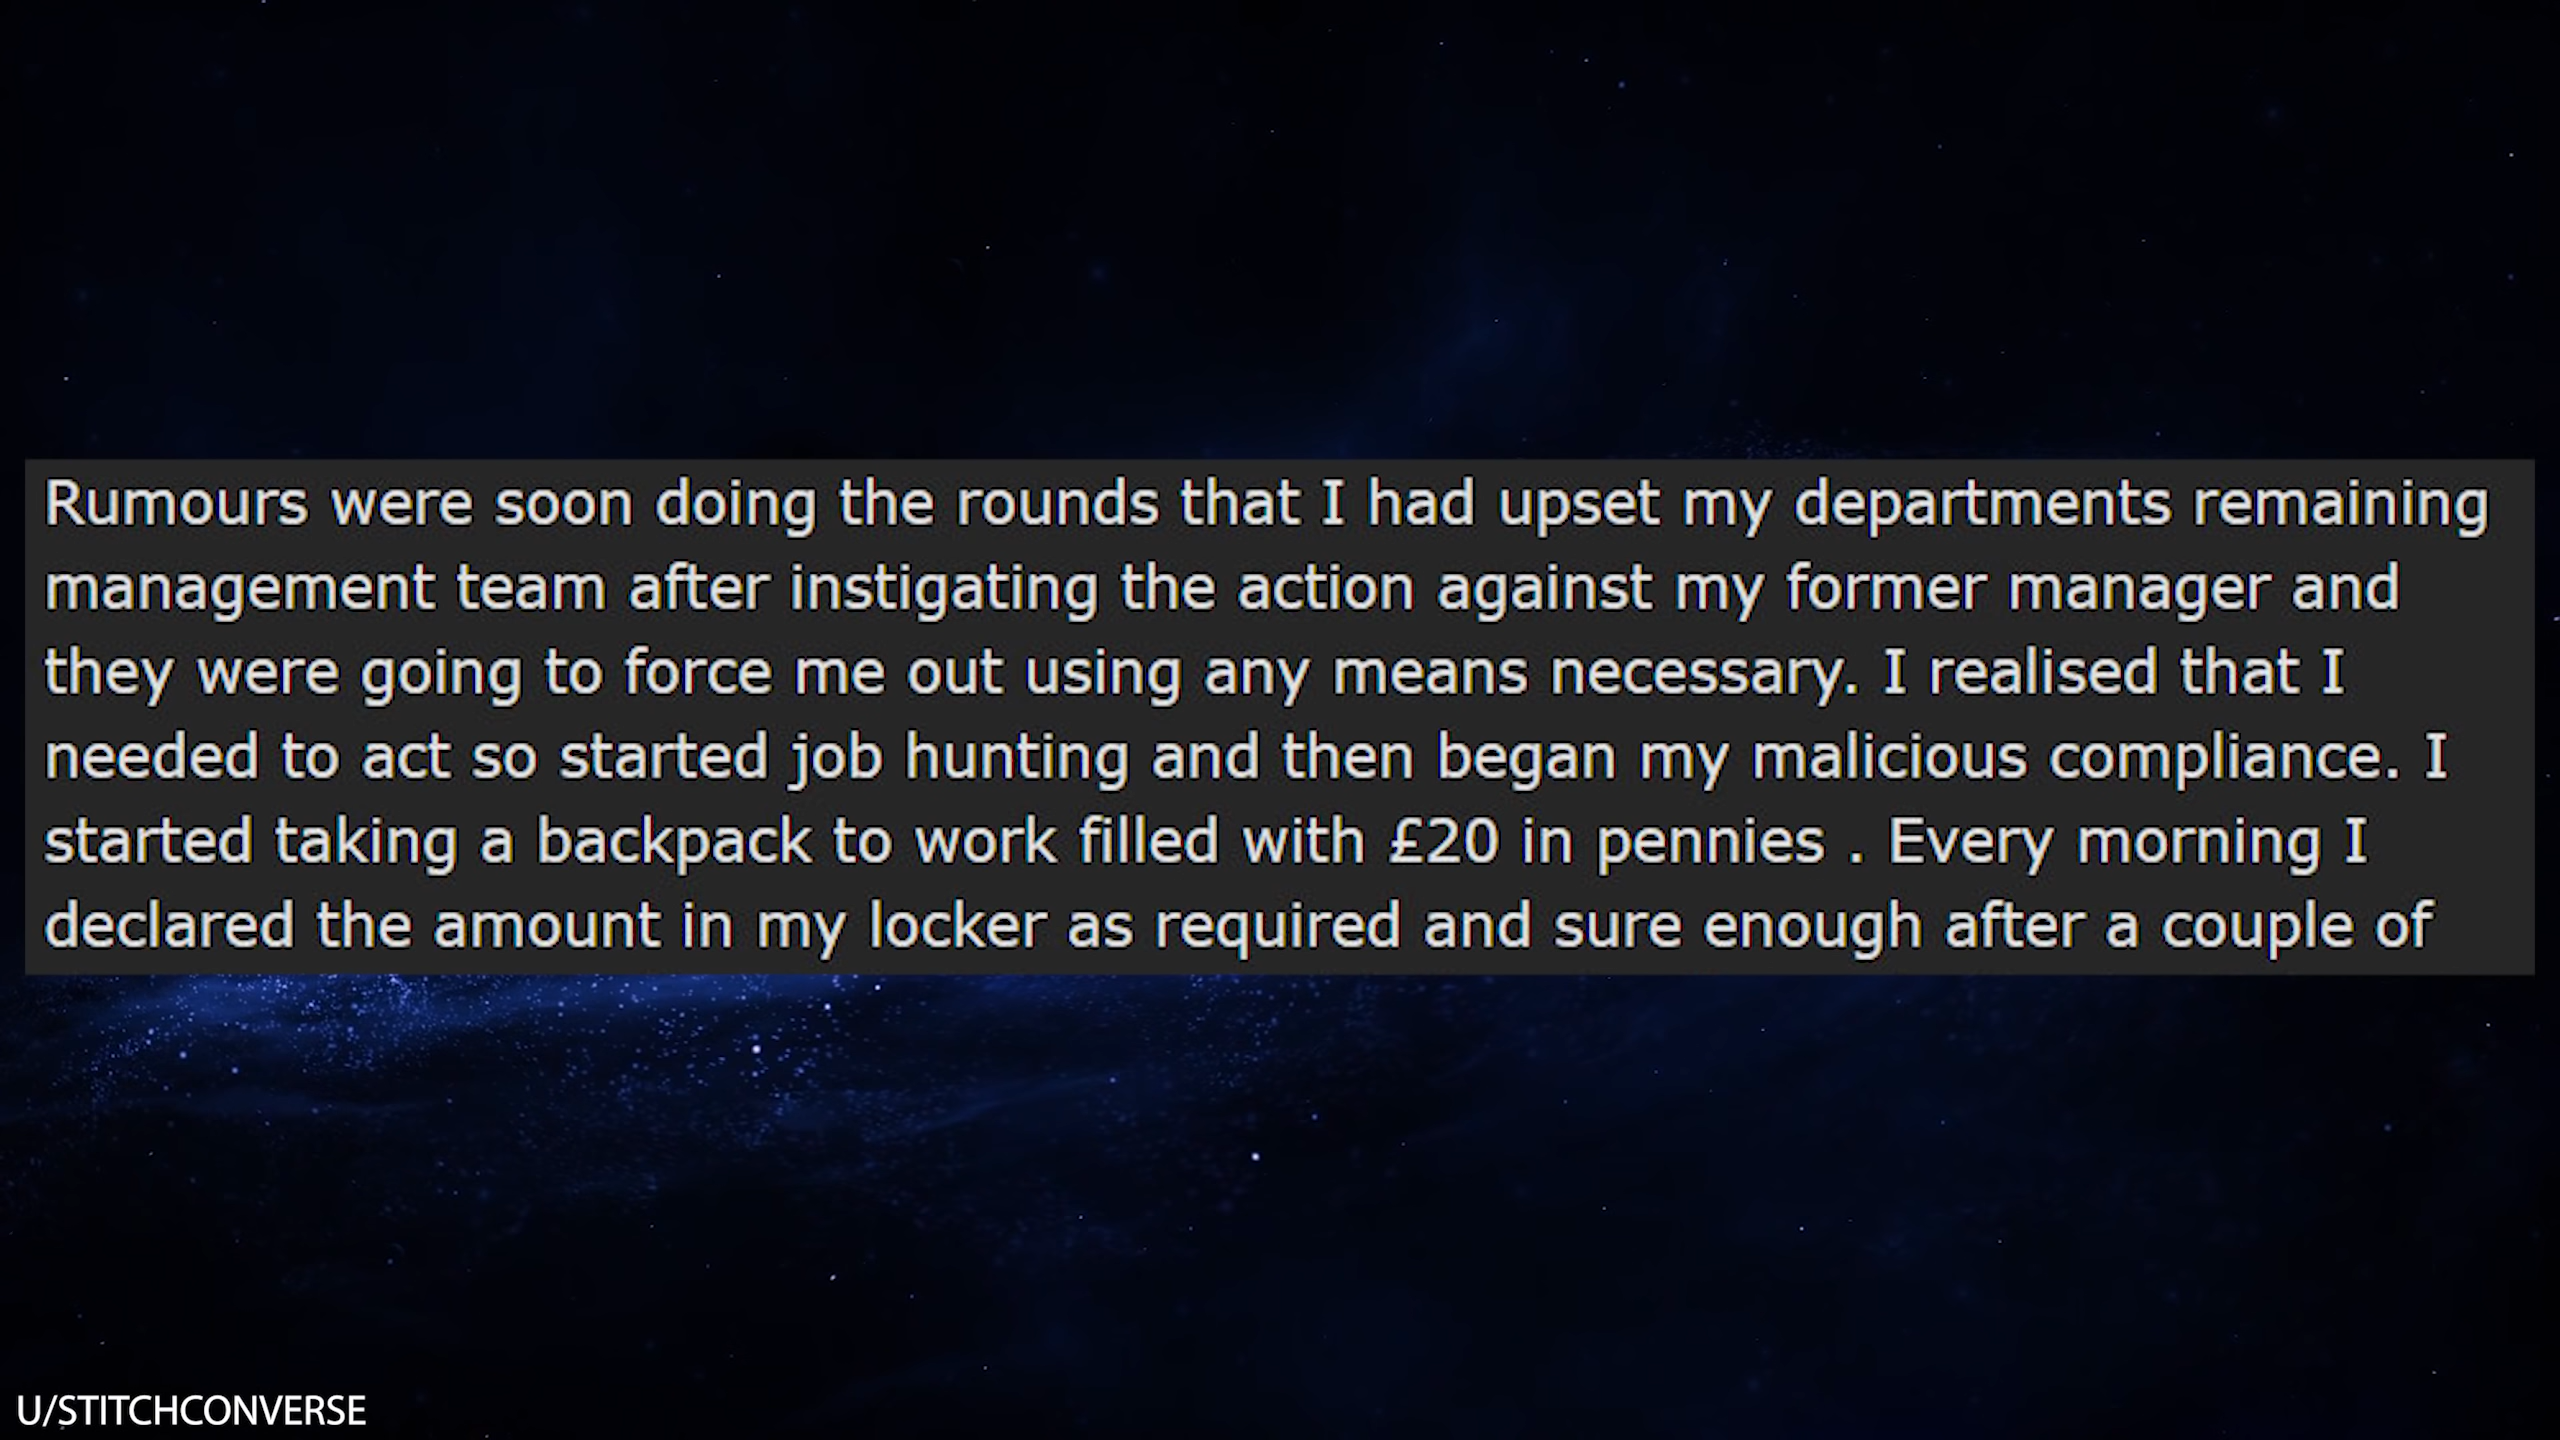 Rumours were soon doing the rounds that I had upset my departments remaining
management team after instigating the action against my former manager and
they were going to force me out using any means necessary. I realised that I
needed to act so started job hunting and then began my malicious compliance. I
started taking a backpack to work filled with £20 in pennies . Every morning I
declared the amount in my locker as required and sure enough after a couple of
U/STITCHCONVERSE